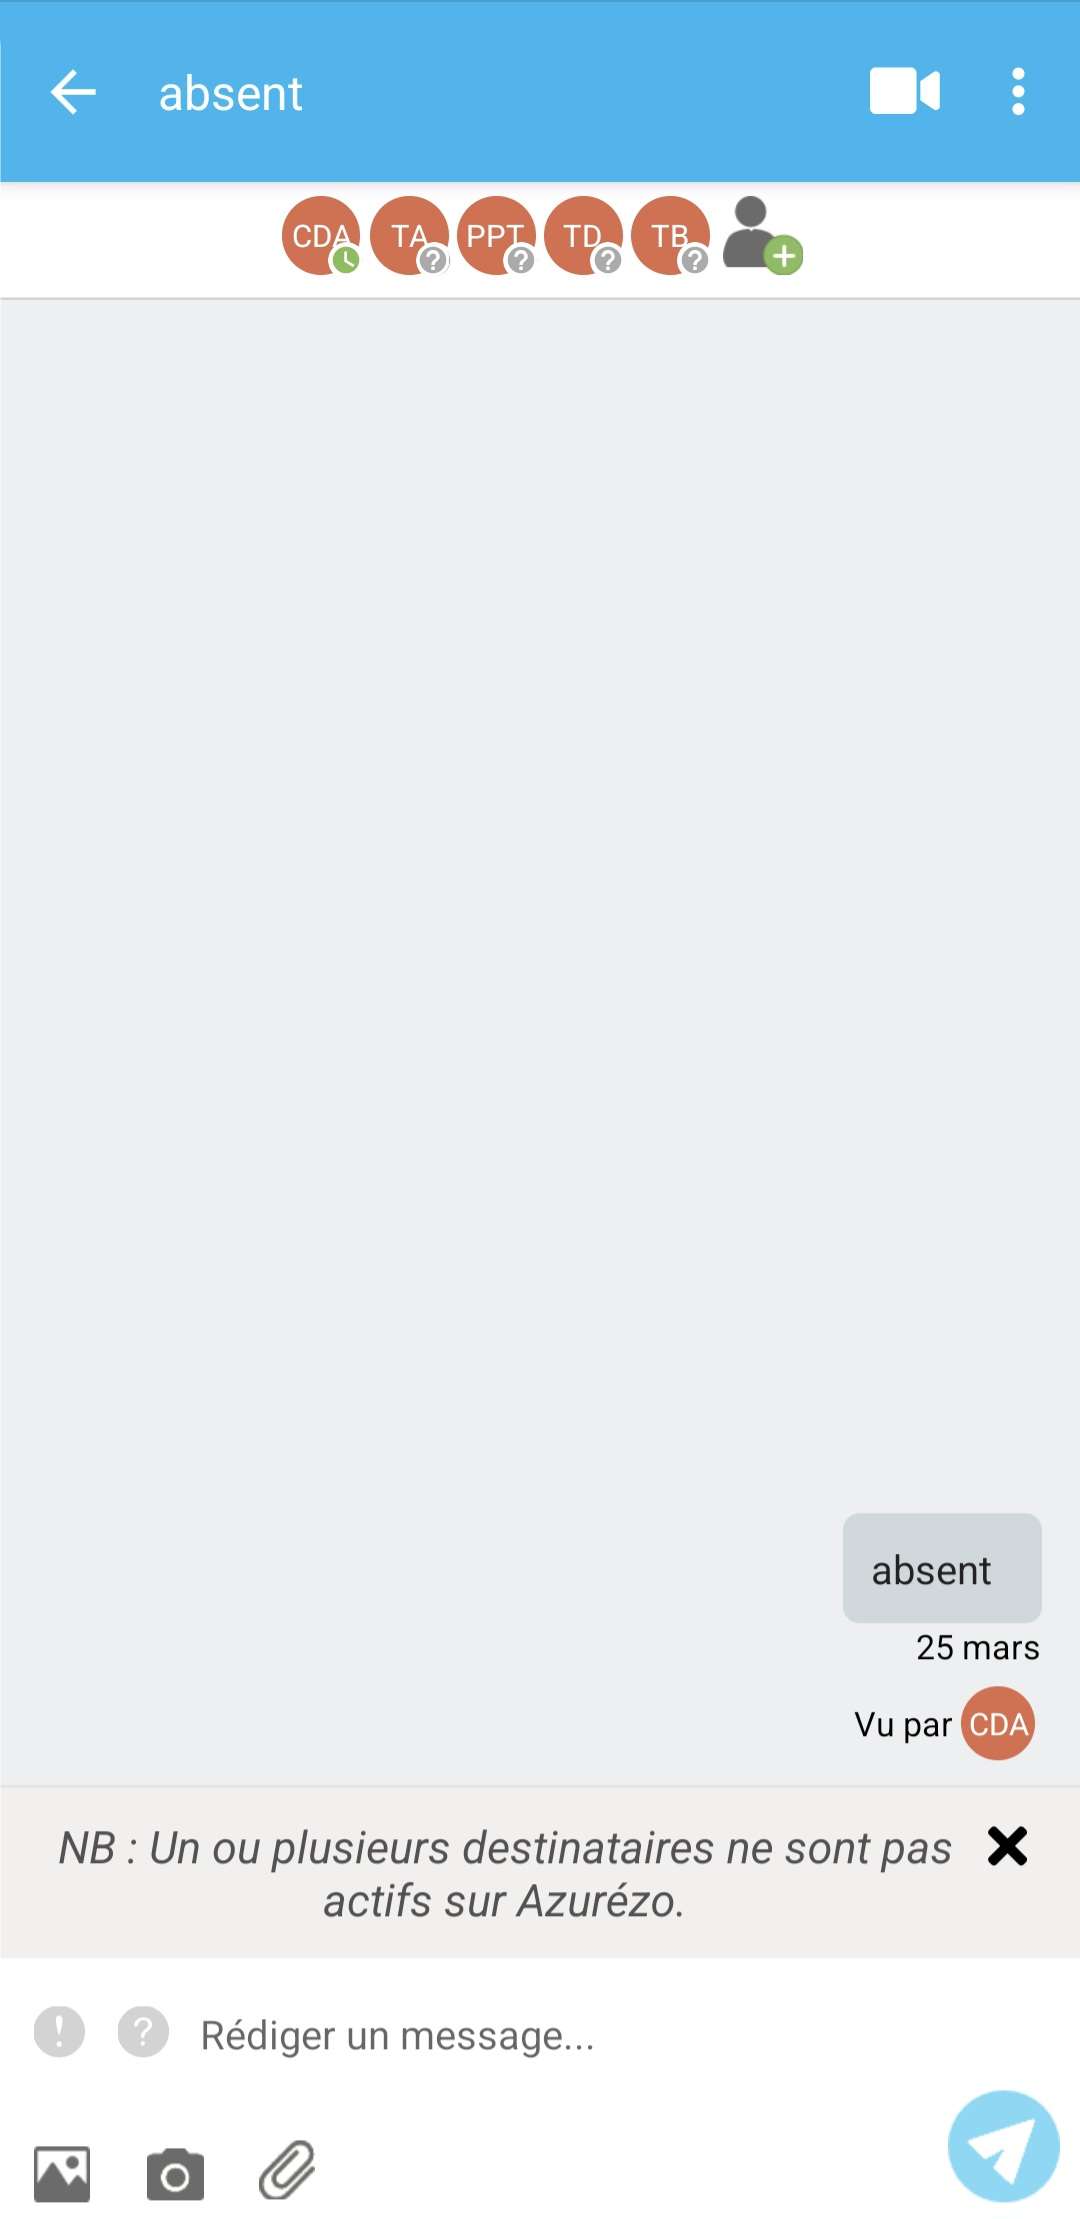 absent
CDA TA PPT TD TB
absent
25 mars
Vu par CDA
NB : Un ou plusieurs destinataires ne sont pas
actifs sur Azurézo.
Rédiger un message...